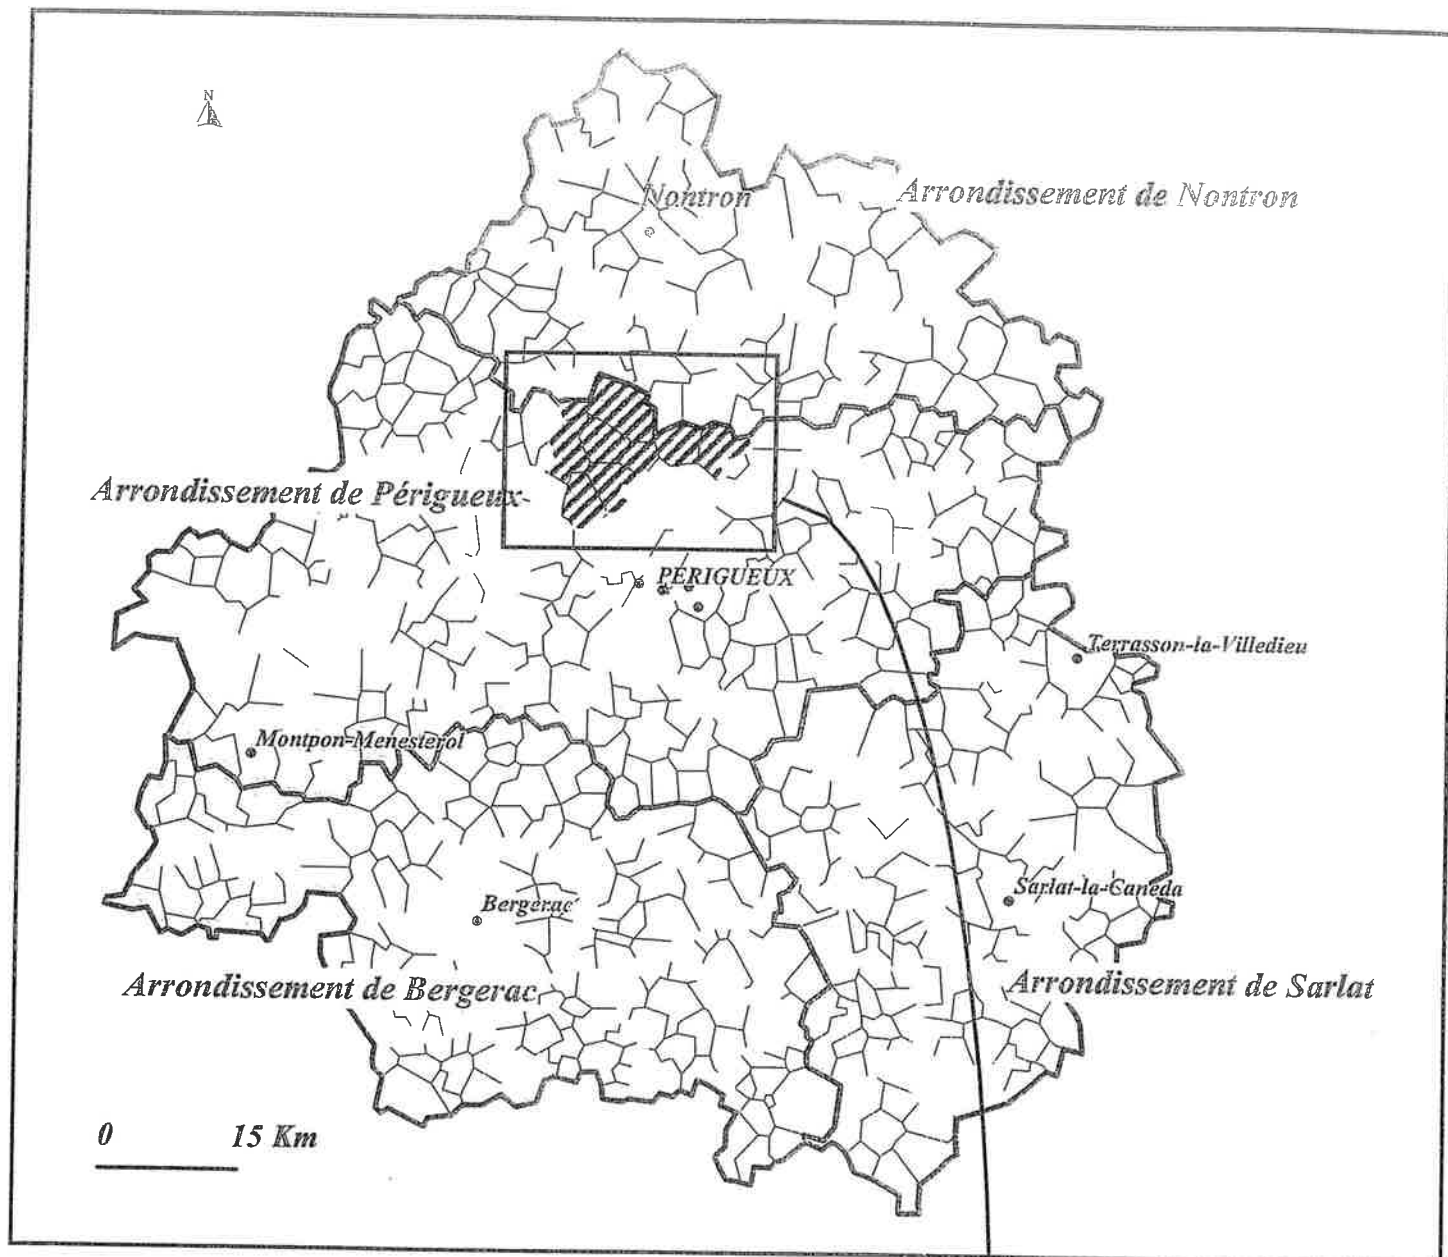 N
Nontron
Arrondissement de Nontron
Arrondissement de Périgueux
PÉRIGUEUX
Terrasson-la-Villedieu
Montpon-Menesterol
Sarlat-la-Caneda
Bergerac
Arrondissement de Bergerac
Arrondissement de Sarlat
0 15 Km